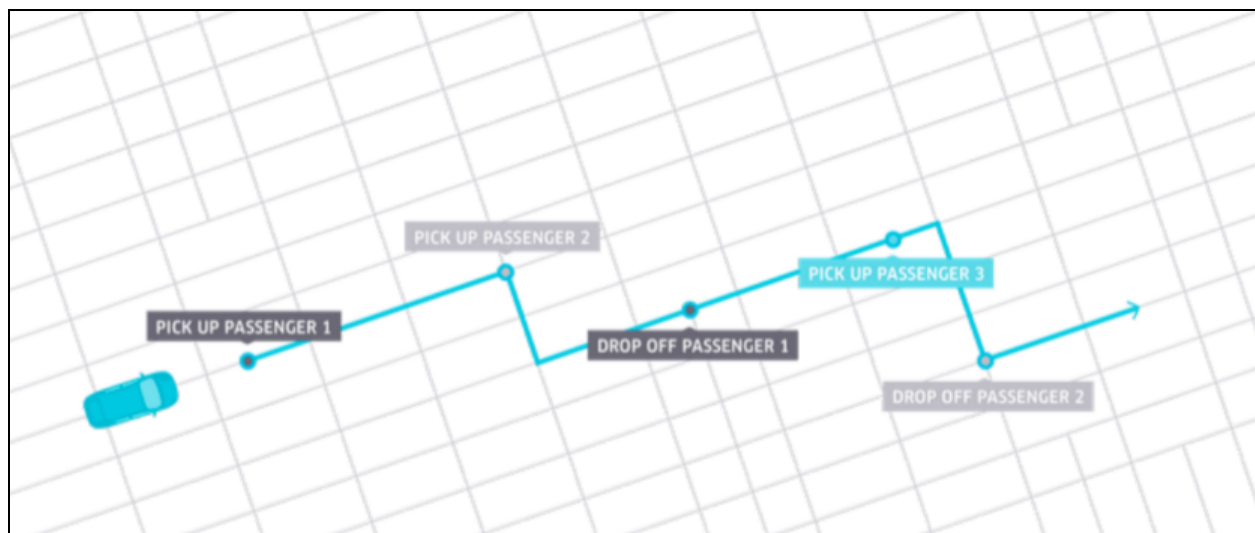 PICK UP PASSENGER 2
PICK UP PASSENGER 3
PICK UP PASSENGER 1
DROP OFF PASSENGER 1
DROP OFF PASSENGER 2